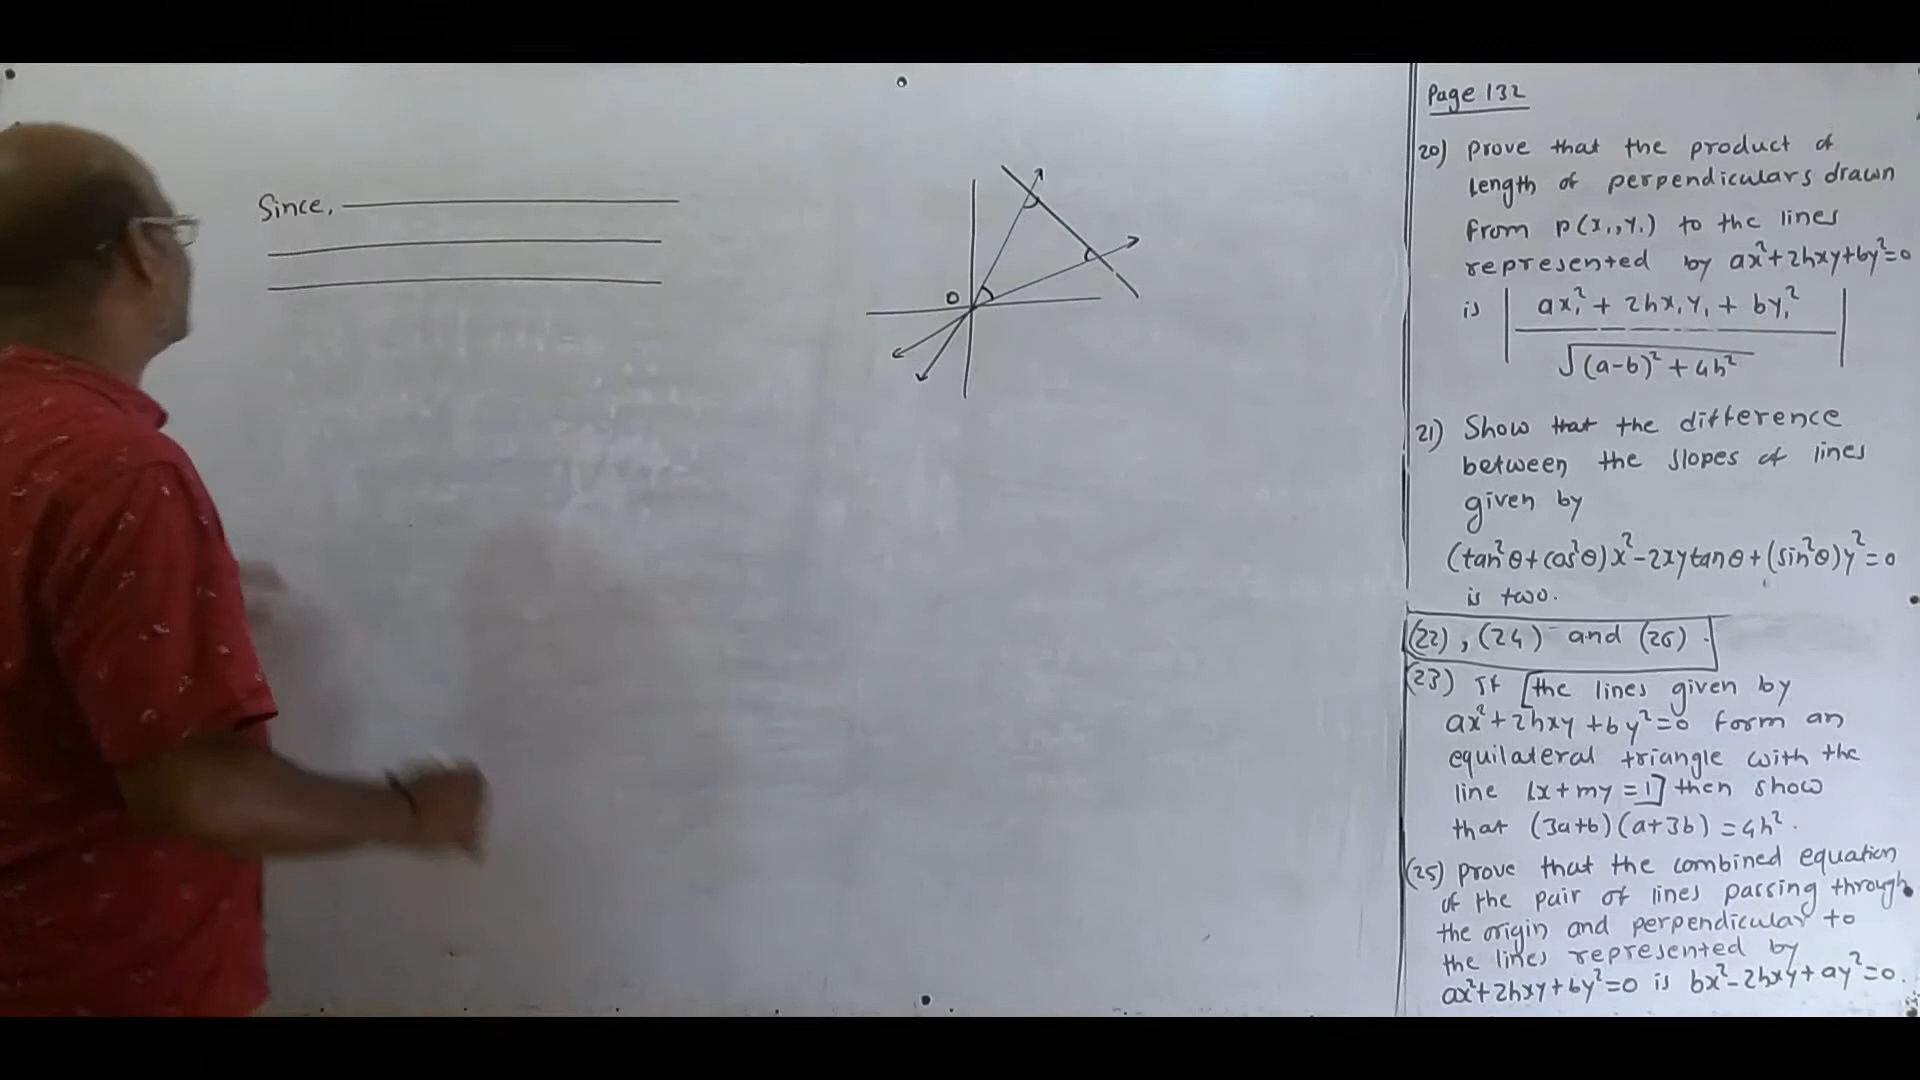 Since,
O
Page 132
20) Prove that the product of
length of perpendiculars drawn
from P(x₁,y₁) to the lines
represented by ax²+2hxy+by²=0
is | ax₁² + 2hx₁y₁ + by₁² / √(a-b)² + 4h² |
21) Show that the difference
between the slopes of lines
given by
(tan²θ+cos²θ)x²-2xytanθ+(sin²θ)y²=0
is two.
(22), (24) and (26).
(23) If [the lines given by
ax²+2hxy+by²=0 form an
equilateral triangle with the
line lx+my=1] then show
that (3a+b)(a+3b)=4h².
(25) Prove that the combined equation
of the pair of lines passing through
the origin and perpendicular to
the lines represented by
ax²+2hxy+by²=0 is bx²-2hxy+ay²=0.